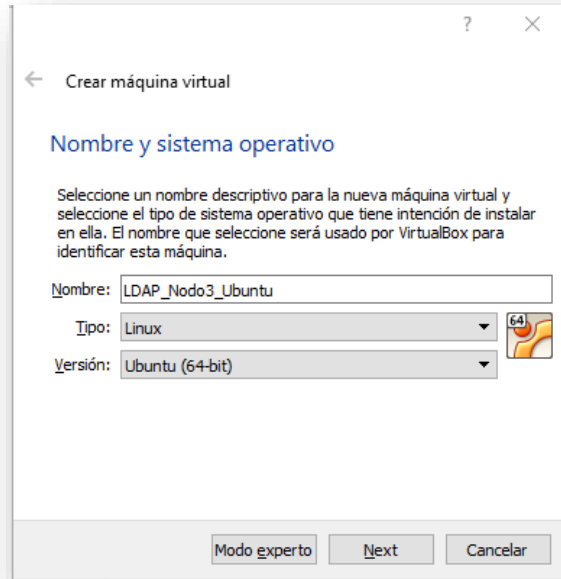 ?
Crear máquina virtual
Nombre y sistema operativo
Seleccione un nombre descriptivo para la nueva máquina virtual y
seleccione el tipo de sistema operativo que tiene intención de instalar
en ella. El nombre que seleccione será usado por VirtualBox para
identificar esta máquina.
Nombre: LDAP_Nodo3_Ubuntu
Tipo: Linux
64
Versión: Ubuntu (64-bit)
Modo experto Next Cancelar